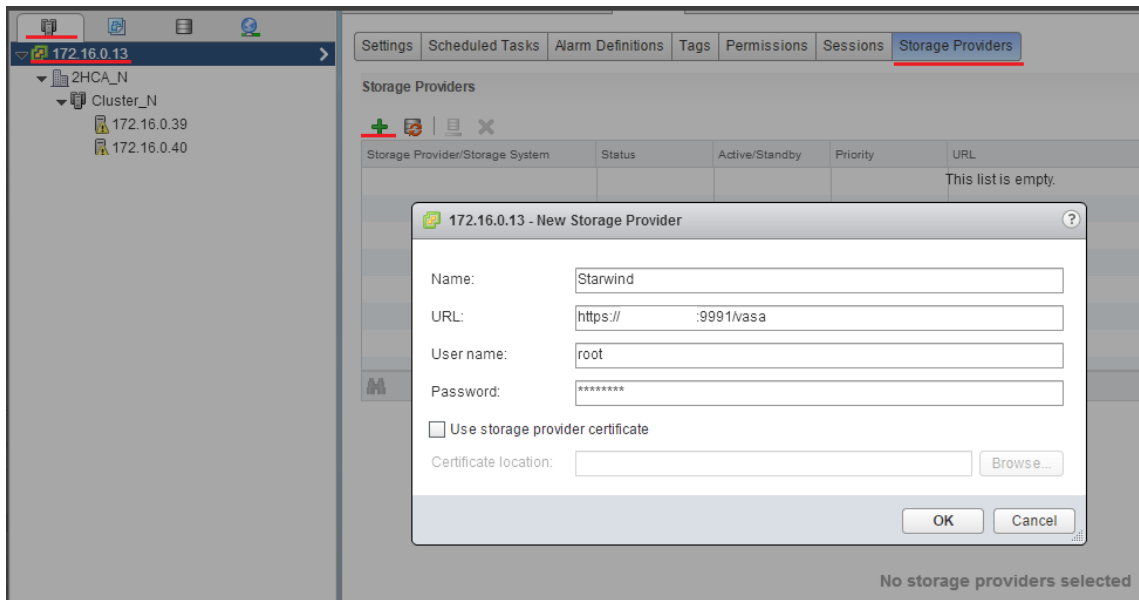 172.16.0.13
2HCA_N
Cluster_N
172.16.0.39
172.16.0.40
Settings Scheduled Tasks Alarm Definitions Tags Permissions Sessions Storage Providers
Storage Providers
Storage Provider/Storage System Status Active/Standby Priority URL
This list is empty.
172.16.0.13 - New Storage Provider ?
Name: Starwind
URL: https:// :9991/vasa
User name: root
Password: ********
Use storage provider certificate
Certificate location: Browse...
OK Cancel
No storage providers selected